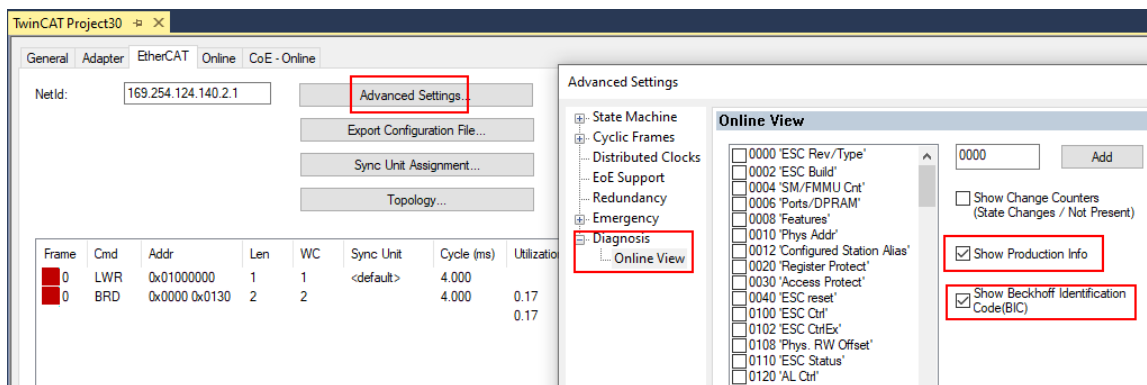 TwinCAT Project30
General Adapter EtherCAT Online CoE - Online
NetId: 169.254.124.140.2.1
Advanced Settings...
Export Configuration File...
Sync Unit Assignment...
Topology...
Frame Cmd Addr Len WC Sync Unit Cycle (ms) Utilizatio
0 LWR 0x01000000 1 1 <default> 4.000
0 BRD 0x0000 0x0130 2 2 4.000 0.17
0.17
Advanced Settings
State Machine
Cyclic Frames
Distributed Clocks
EoE Support
Redundancy
Emergency
Diagnosis
Online View
Online View
0000 'ESC Rev/Type'
0002 'ESC Build'
0004 'SM/FMMU Cnt'
0006 'Ports/DPRAM'
0008 'Features'
0010 'Phys Addr'
0012 'Configured Station Alias'
0020 'Register Protect'
0030 'Access Protect'
0040 'ESC reset'
0100 'ESC Ctrl'
0102 'ESC CtrlEx'
0108 'Phys. RW Offset'
0110 'ESC Status'
0120 'AL Ctrl'
0000 Add
Show Change Counters
(State Changes / Not Present)
Show Production Info
Show Beckhoff Identification
Code(BIC)